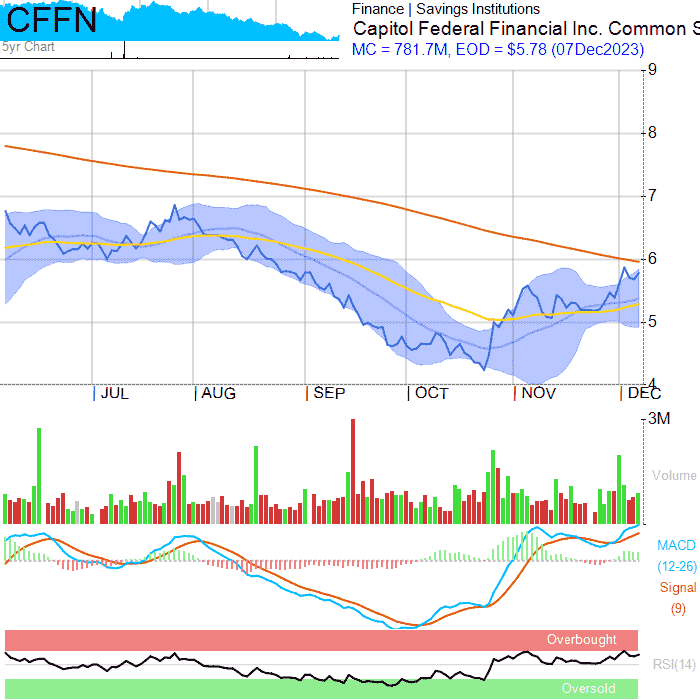 CFFN
5yr Chart
Finance | Savings Institutions
Capitol Federal Financial Inc. Common S
MC = 781.7M, EOD = $5.78 (07Dec2023)
9
8
7
6
5
4
JUL AUG SEP OCT NOV DEC
3M
Volume
MACD
(12-26)
Signal
(9)
Overbought
RSI(14)
Oversold